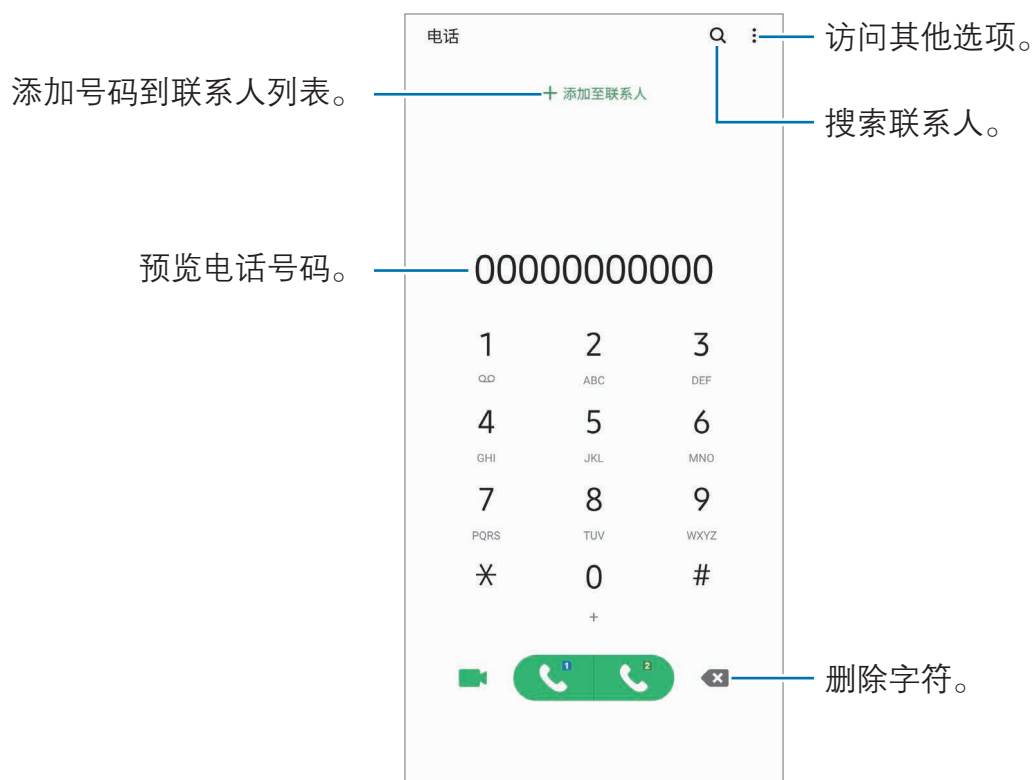 电话
访问其他选项。
添加号码到联系人列表。
+ 添加至联系人
搜索联系人。
预览电话号码。
00000000000
1 2 3
ABC DEF
4 5 6
GHI JKL MNO
7 8 9
PQRS TUV WXYZ
* 0 #
+
1 2
删除字符。